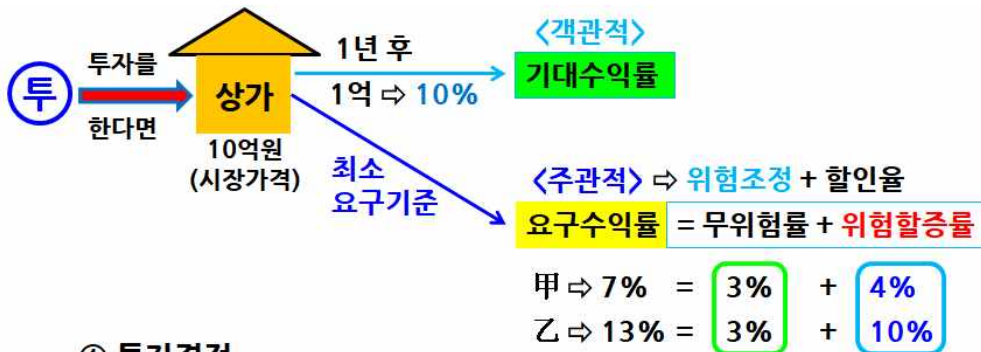 투
투자를
한다면
상가
10억원
(시장가격)
1년 후
1억 ⇨ 10%
〈객관적〉
기대수익률
최소
요구기준
〈주관적〉 ⇨ 위험조정 + 할인율
요구수익률 = 무위험률 + 위험할증률
甲 ⇨ 7% = 3% + 4%
乙 ⇨ 13% = 3% + 10%